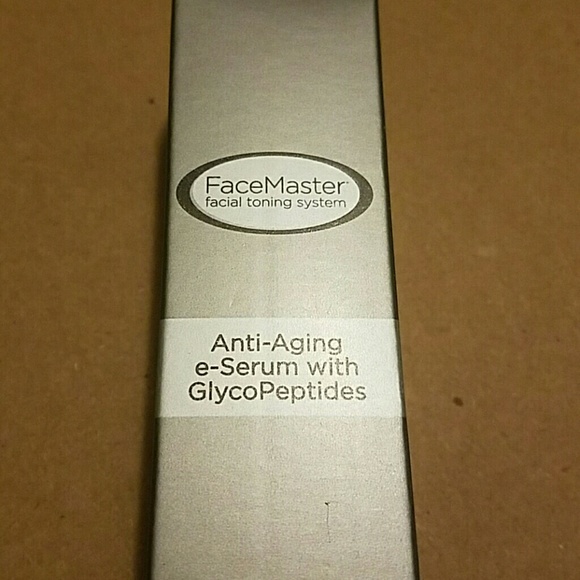 FaceMaster
facial toning system
Anti-Aging
e-Serum with
GlycoPeptides